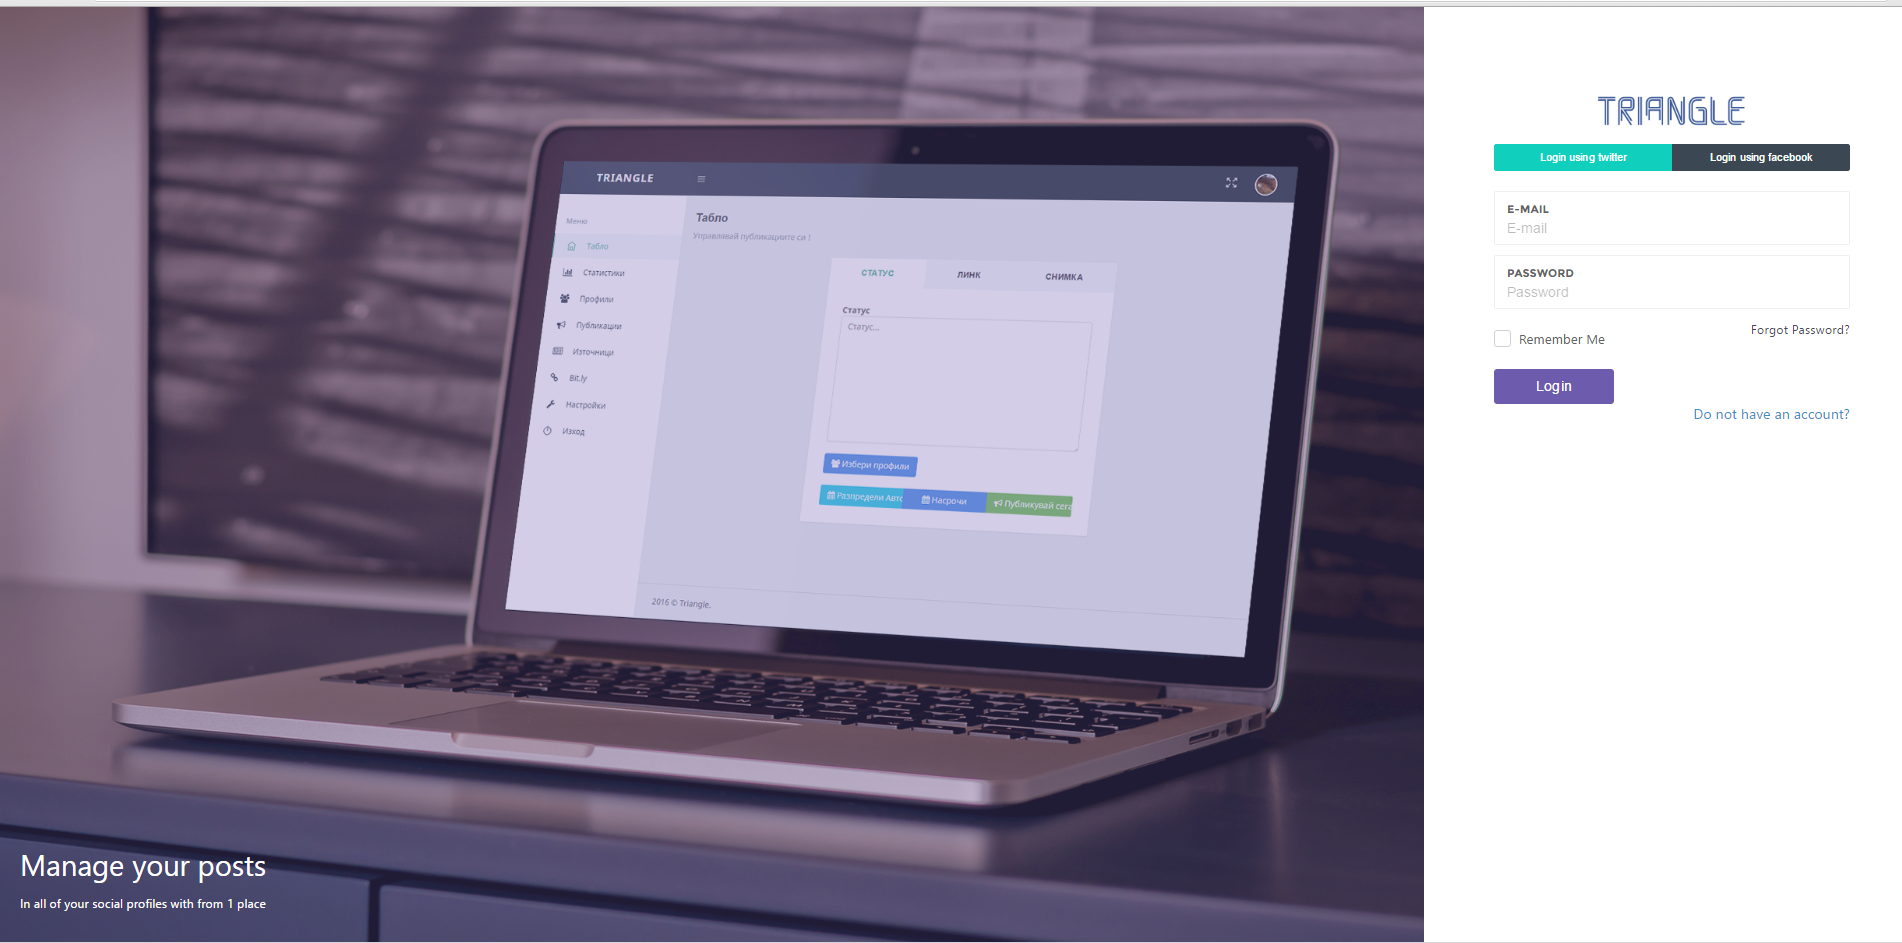 TRIANGLE
Табло
Управлявай публикациите си !
Меню
Табло
Статистики
Профили
Публикации
Източници
Bit.ly
Настройки
Изход
СТАТУС ЛИНК СНИМКА
Статус
Статус...
Избери профили
Разпредели Авто Насрочи Публикувай сега
2016 © Triangle.
Manage your posts
In all of your social profiles with from 1 place
TRIANGLE
Login using twitter Login using facebook
E-MAIL
E-mail
PASSWORD
Password
Remember Me Forgot Password?
Login
Do not have an account?